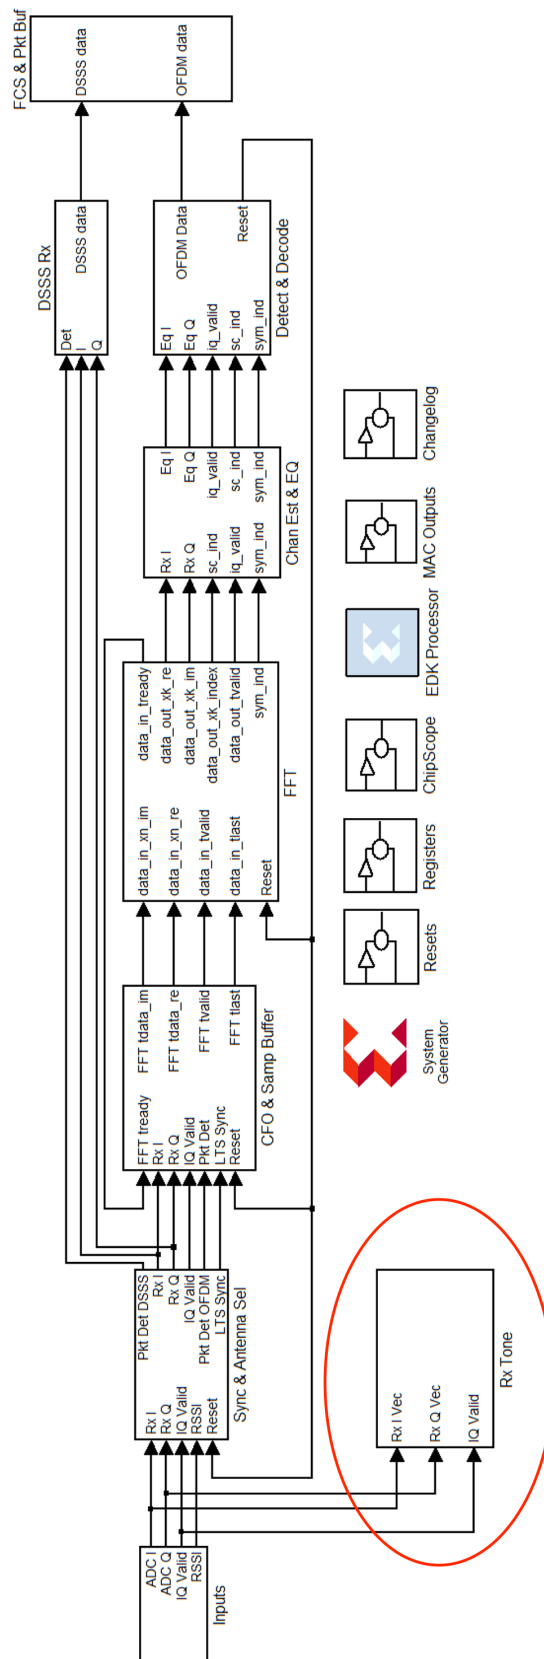 ADC I
ADC Q
IQ Valid
RSSI
Inputs
Rx I
Rx Q
IQ Valid
RSSI
Reset
Pkt Det DSSS
Rx I
Rx Q
IQ Valid
Pkt Det OFDM
LTS Sync
Sync & Antenna Sel
Rx I Vec
Rx Q Vec
IQ Valid
Rx Tone
FFT tready
Rx I
Rx Q
IQ Valid
Pkt Det
LTS Sync
Reset
FFT tdata_im
FFT tdata_re
FFT tvalid
FFT tlast
CFO & Samp Buffer
data_in_xn_im
data_in_xn_re
data_in_tvalid
data_in_tlast
Reset
data_in_tready
data_out_xk_re
data_out_xk_im
data_out_xk_index
data_out_tvalid
sym_ind
FFT
Rx I
Rx Q
sc_ind
iq_valid
sym_ind
Eq I
Eq Q
iq_valid
sc_ind
sym_ind
Chan Est & EQ
Det
I
Q
DSSS data
DSSS Rx
Eq I
Eq Q
iq_valid
sc_ind
sym_ind
OFDM Data
Reset
Detect & Decode
DSSS data
OFDM data
FCS & Pkt Buf
System
Generator
Resets
Registers
ChipScope
EDK Processor
MAC Outputs
Changelog